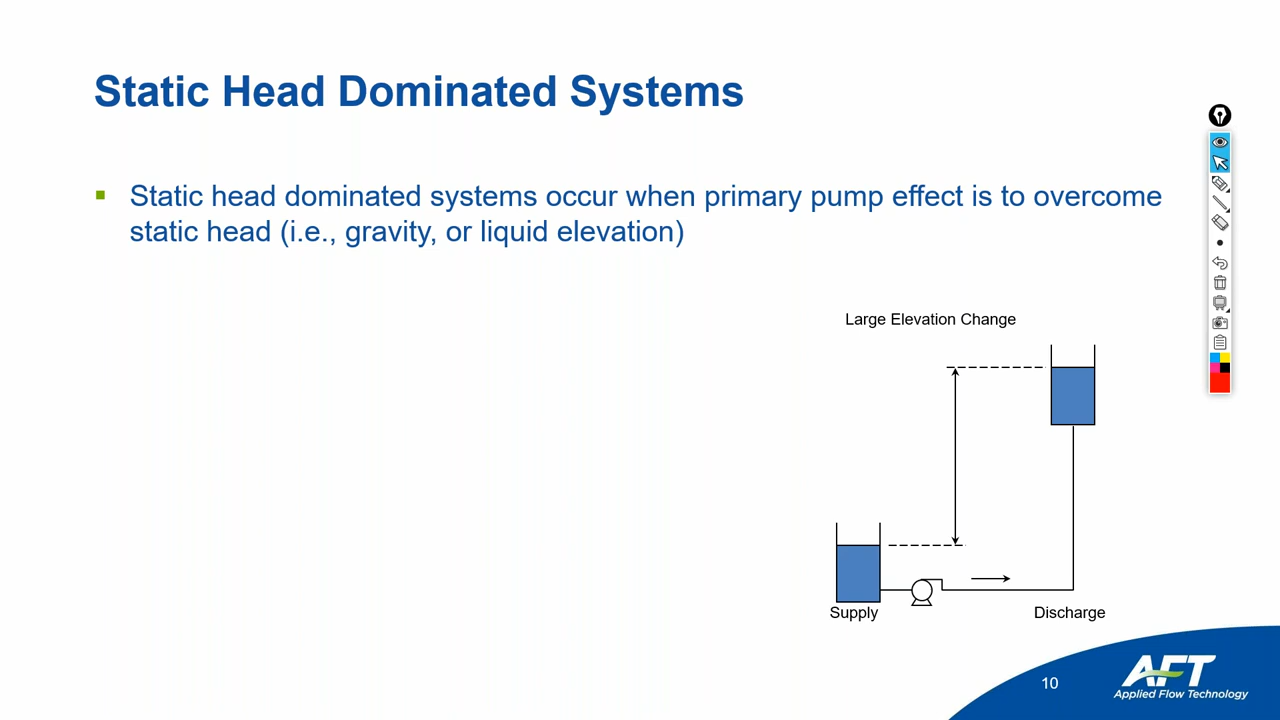 Static Head Dominated Systems
Static head dominated systems occur when primary pump effect is to overcome
static head (i.e., gravity, or liquid elevation)
Large Elevation Change
Supply
Discharge
10
AFT
Applied Flow Technology